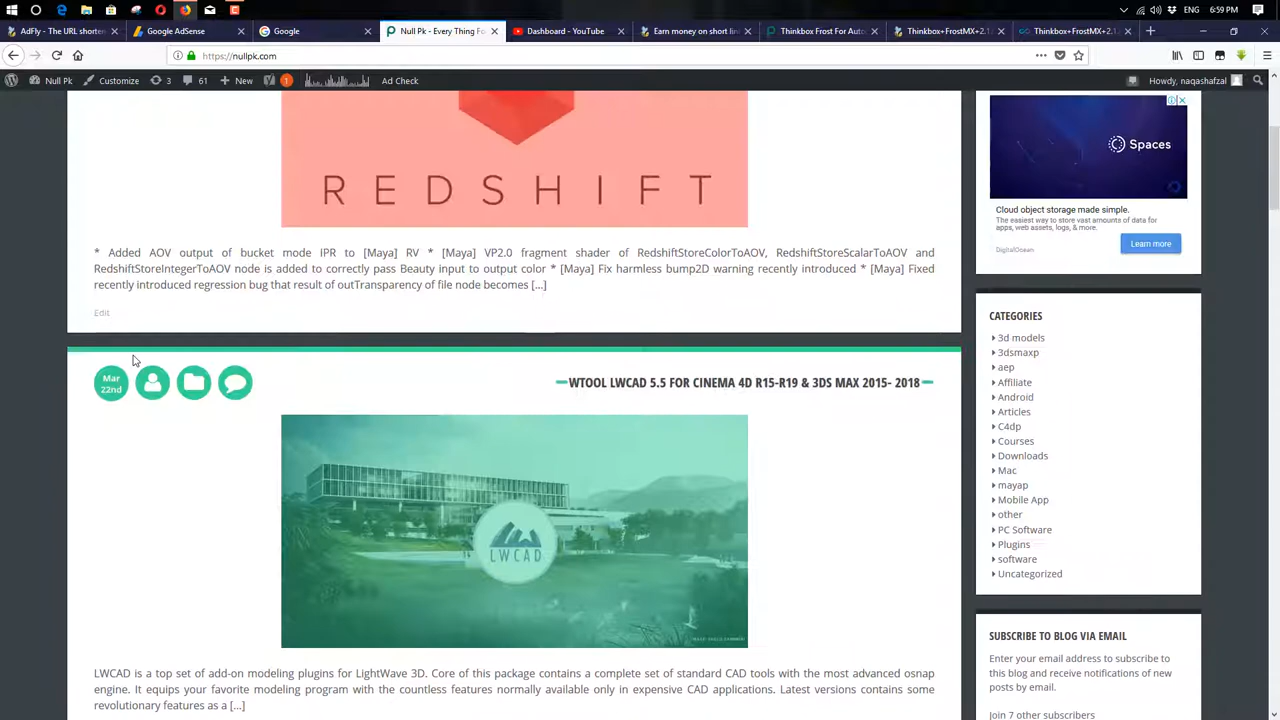 ENG 6:59 PM
AdFly - The URL shorten
Google AdSense
Google
Null Pk - Every Thing Fo
Dashboard - YouTube
Earn money on short lin
Thinkbox Frost For Auto
Thinkbox+FrostMX+2.1
Thinkbox+FrostMX+2.1
https://nullpk.com
Null Pk Customize 3 61 New 1 Ad Check Howdy, naqashafzal
REDSHIFT
* Added AOV output of bucket mode IPR to [Maya] RV * [Maya] VP2.0 fragment shader of RedshiftStoreColorToAOV, RedshiftStoreScalarToAOV and
RedshiftStoreIntegerToAOV node is added to correctly pass Beauty input to output color * [Maya] Fix harmless bump2D warning recently introduced * [Maya] Fixed
recently introduced regression bug that result of outTransparency of file node becomes [...]
Edit
Mar
22nd
WTOOL LWCAD 5.5 FOR CINEMA 4D R15-R19 & 3DS MAX 2015- 2018
LWCAD
LWCAD is a top set of add-on modeling plugins for LightWave 3D. Core of this package contains a complete set of standard CAD tools with the most advanced osnap
engine. It equips your favorite modeling program with the countless features normally available only in expensive CAD applications. Latest versions contains some
revolutionary features as a [...]
Spaces
Cloud object storage made simple.
The easiest way to store vast amounts of data for
apps, web assets, logs, & more.
DigitalOcean
Learn more
CATEGORIES
3d models
3dsmaxp
aep
Affiliate
Android
Articles
C4dp
Courses
Downloads
Mac
mayap
Mobile App
other
PC Software
Plugins
software
Uncategorized
SUBSCRIBE TO BLOG VIA EMAIL
Enter your email address to subscribe to
this blog and receive notifications of new
posts by email.
Join 7 other subscribers